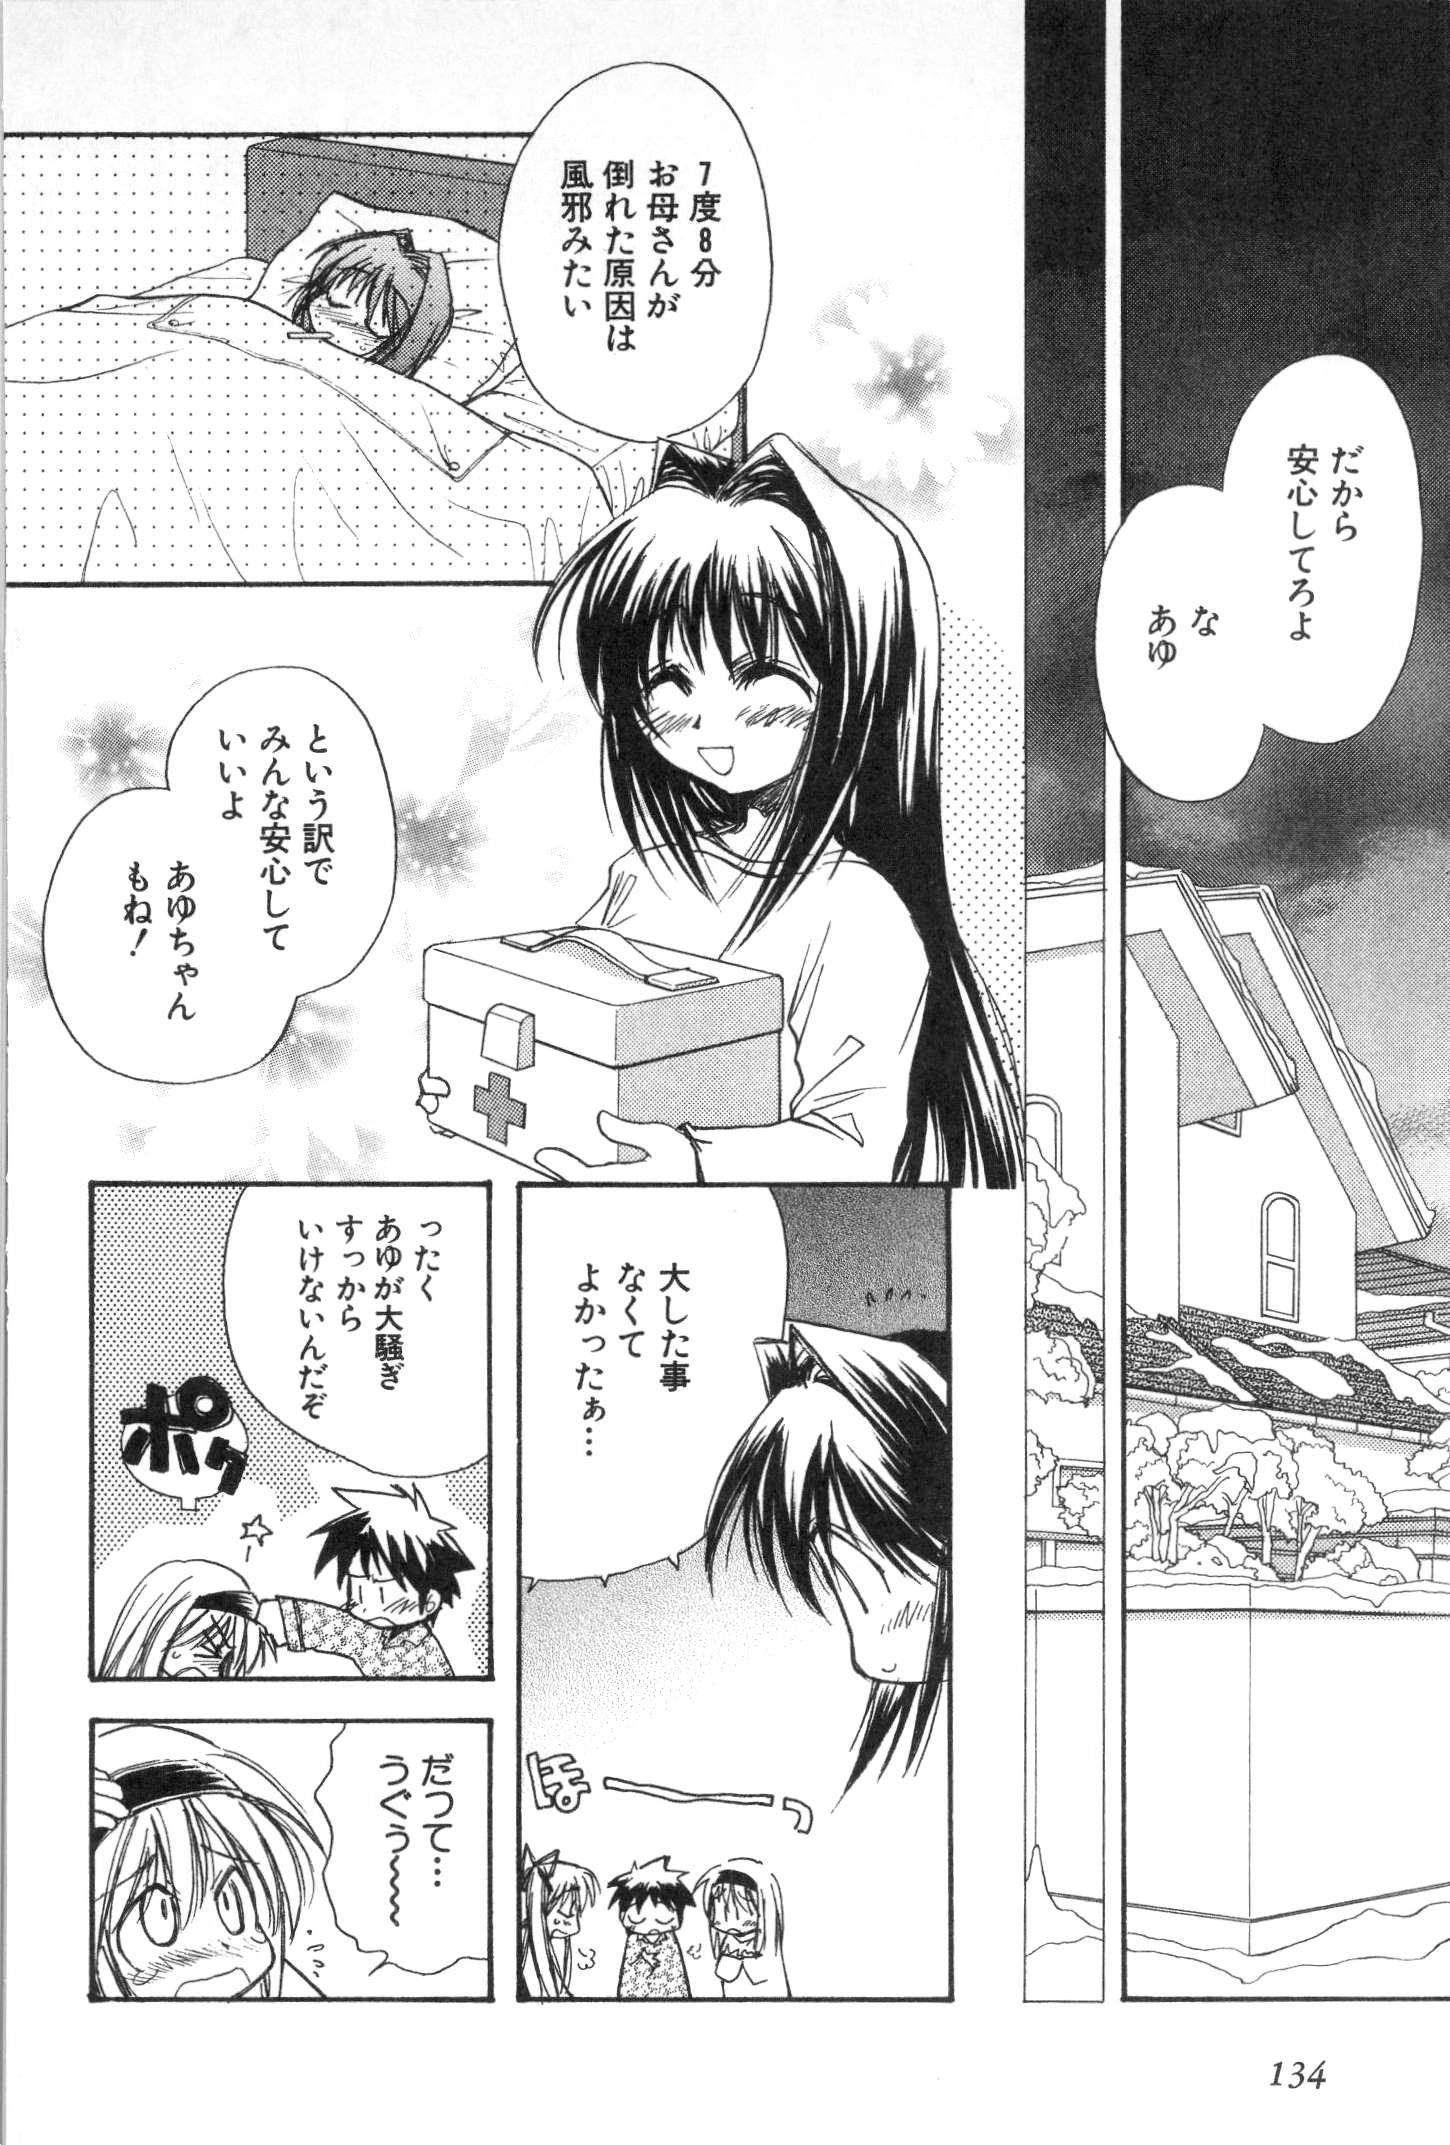 だから
安心してろよ
な
あゆ
7度8分
お母さんが
倒れた原因は
風邪みたい
という訳で
みんな安心して
いいよ
あゆちゃん
もね!
大した事
なくて
よかったぁ…
ほーーっ
ったく
あゆが大騒ぎ
すっから
いけないんだぞ
ポク
だって…
うぐぅ〜〜
134